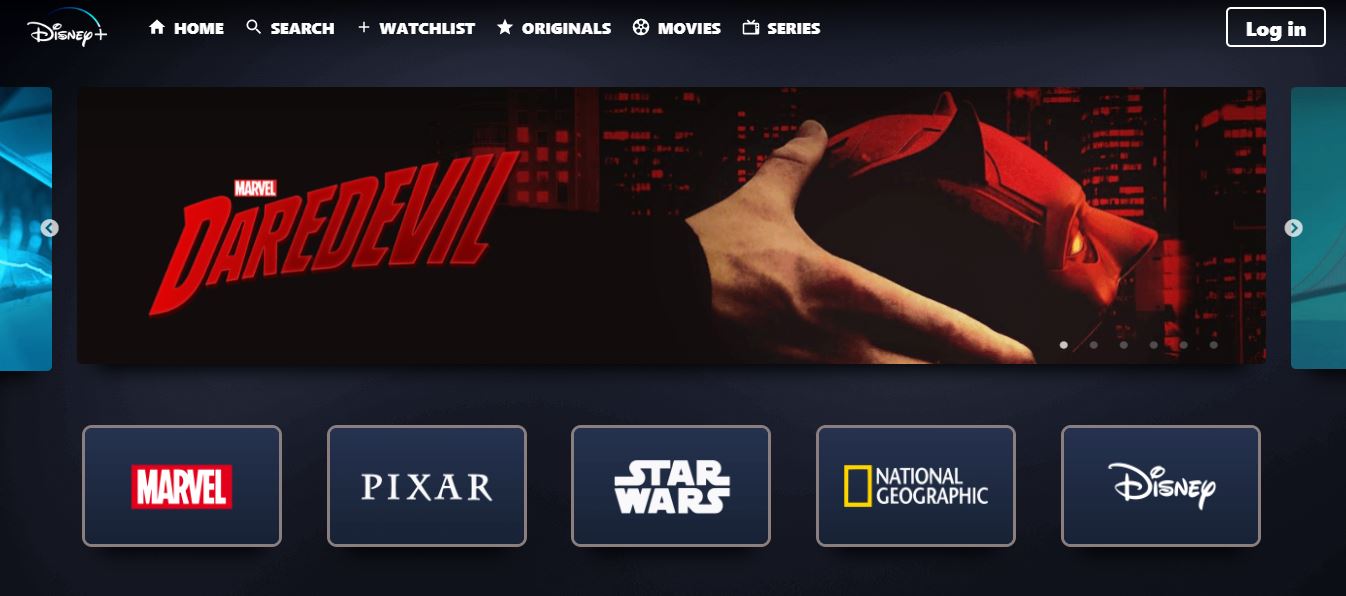 Disney+
HOME
SEARCH
WATCHLIST
ORIGINALS
MOVIES
SERIES
Log in
MARVEL
DAREDEVIL
MARVEL
PIXAR
STAR
WARS
NATIONAL
GEOGRAPHIC
Disney